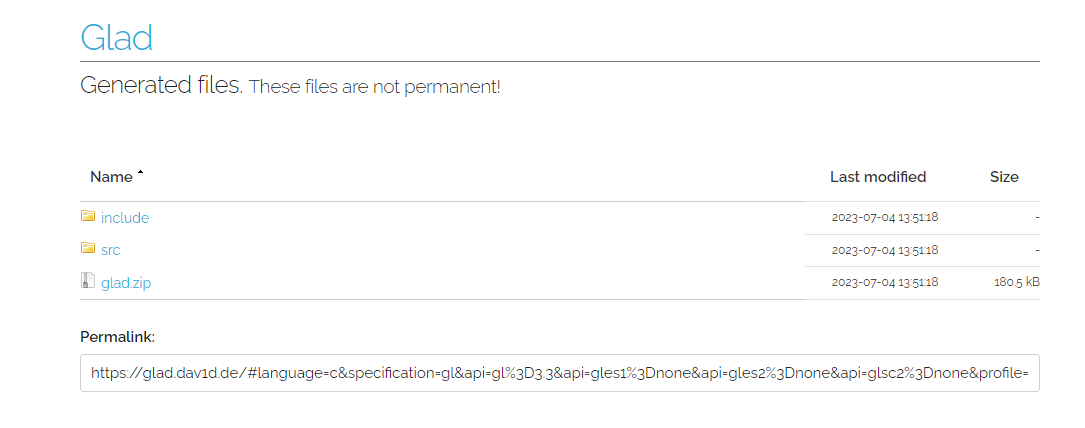 Glad
Generated files. These files are not permanent!
Name Last modified Size
include 2023-07-04 13:51:18 -
src 2023-07-04 13:51:18 -
glad.zip 2023-07-04 13:51:18 180.5 kB
Permalink:
https://glad.dav1d.de/#language=c&specification=gl&api=gl%3D3.3&api=gles1%3Dnone&api=gles2%3Dnone&api=glsc2%3Dnone&profile=